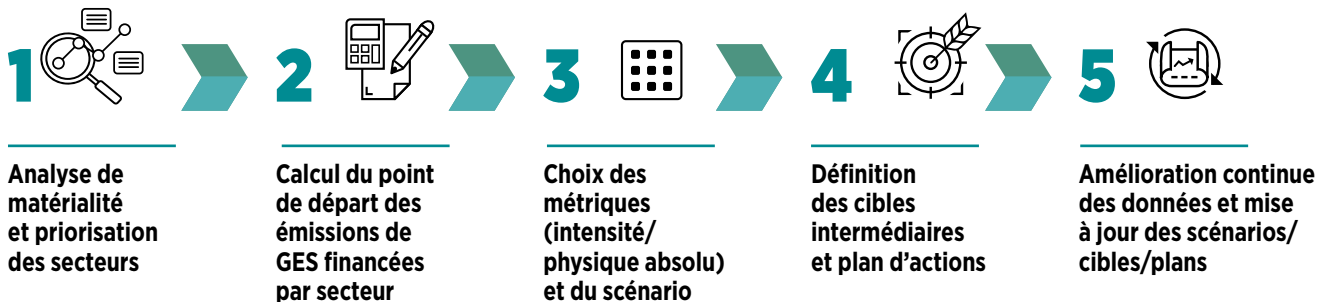 1
Analyse de
matérialité
et priorisation
des secteurs
2
Calcul du point
de départ des
émissions de
GES financées
par secteur
3
Choix des
métriques
(intensité/
physique absolu)
et du scénario
4
Définition
des cibles
intermédiaires
et plan d’actions
5
Amélioration continue
des données et mise
à jour des scénarios/
cibles/plans